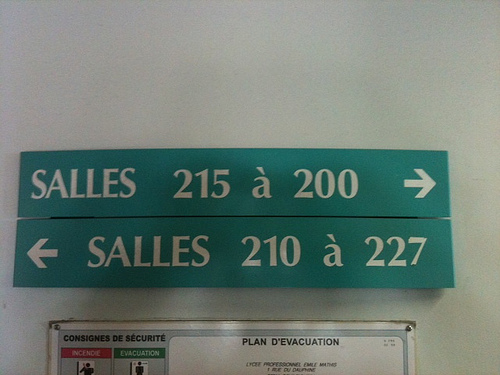 SALLES 215 à 200 →
← SALLES 210 à 227
CONSIGNES DE SÉCURITÉ
PLAN D'EVACUATION
INCENDIE EVACUATION
LYCEE PROFESSIONNEL EMILE MATHIS
1 RUE DU DAUPHINE